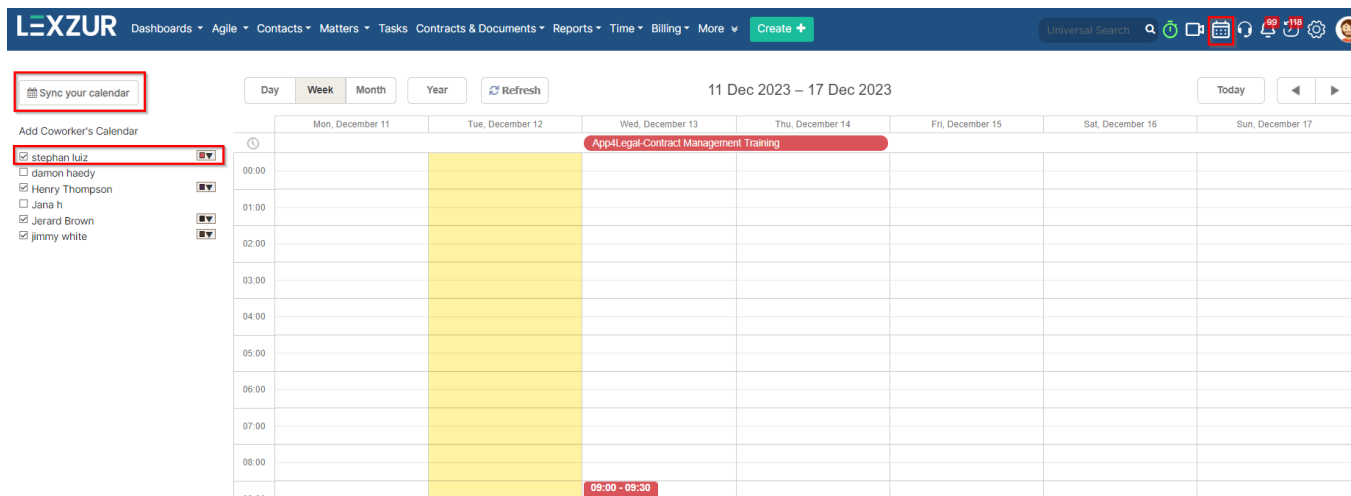 LEXZUR Dashboards Agile Contacts Matters Tasks Contracts & Documents Reports Time Billing More Create + Universal Search 99 118
Sync your calendar Day Week Month Year Refresh 11 Dec 2023 – 17 Dec 2023 Today
Mon, December 11 Tue, December 12 Wed, December 13 Thu, December 14 Fri, December 15 Sat, December 16 Sun, December 17
Add Coworker's Calendar
App4Legal-Contract Management Training
stephan luiz
damon haedy
Henry Thompson
Jana h
Jerard Brown
jimmy white
00:00
01:00
02:00
03:00
04:00
05:00
06:00
07:00
08:00
09:00 - 09:30